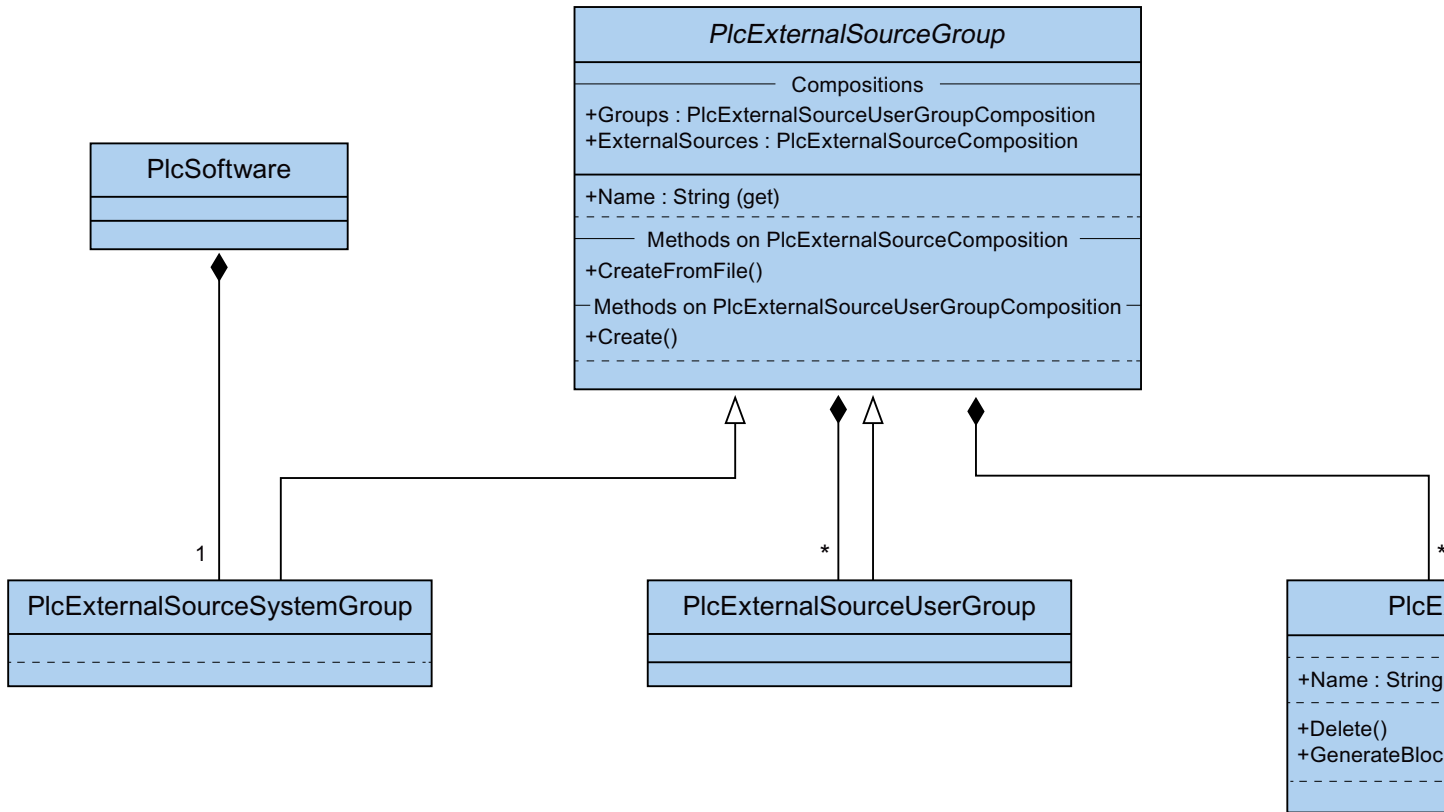 PlcExternalSourceGroup
Compositions
+Groups : PlcExternalSourceUserGroupComposition
+ExternalSources : PlcExternalSourceComposition
+Name : String (get)
Methods on PlcExternalSourceComposition
+CreateFromFile()
Methods on PlcExternalSourceUserGroupComposition
+Create()
PlcSoftware
1
*
*
PlcExternalSourceSystemGroup
PlcExternalSourceUserGroup
PlcE
+Name : String
+Delete()
+GenerateBloc